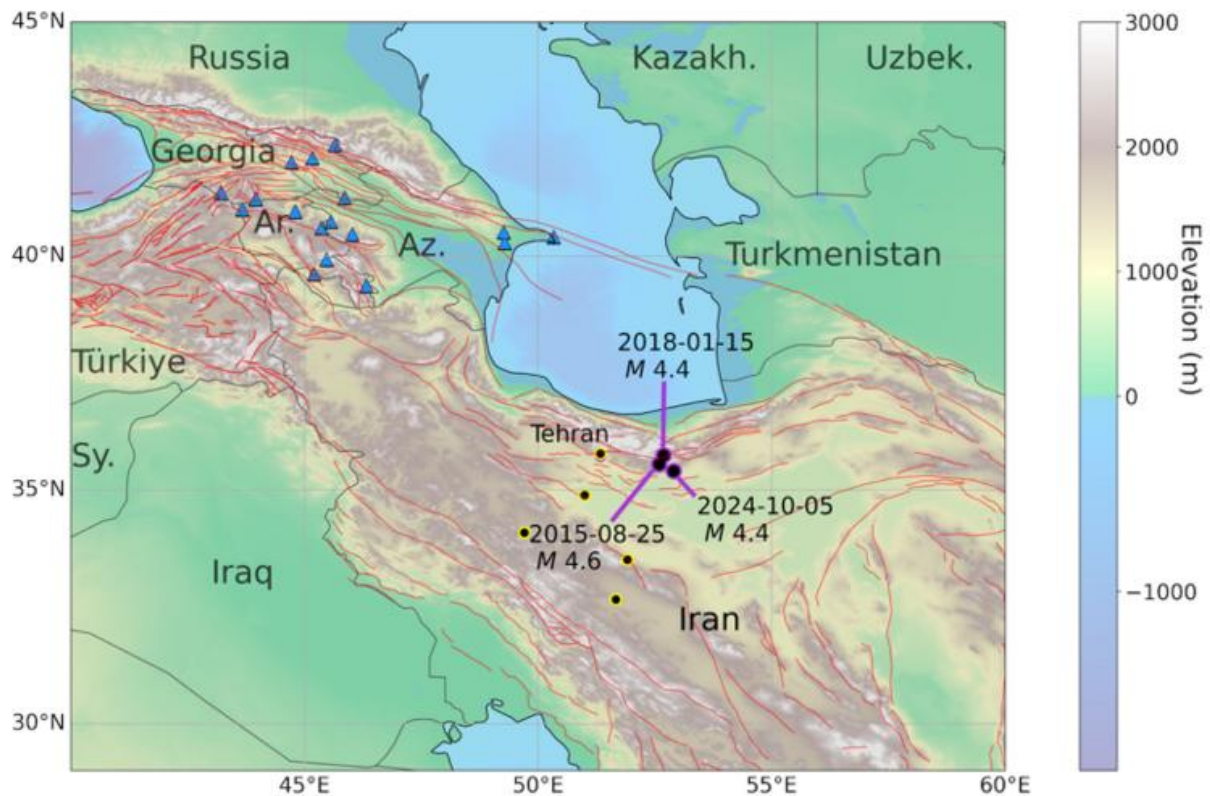 45°N
3000
Russia
Kazakh.
Uzbek.
2000
Georgia
Ar.
Az.
Turkmenistan
40°N
1000
Elevation (m)
2018-01-15
M 4.4
Türkiye
0
Tehran
Sy.
35°N
2024-10-05
M 4.4
2015-08-25
M 4.6
Iraq
−1000
Iran
30°N
45°E
50°E
55°E
60°E